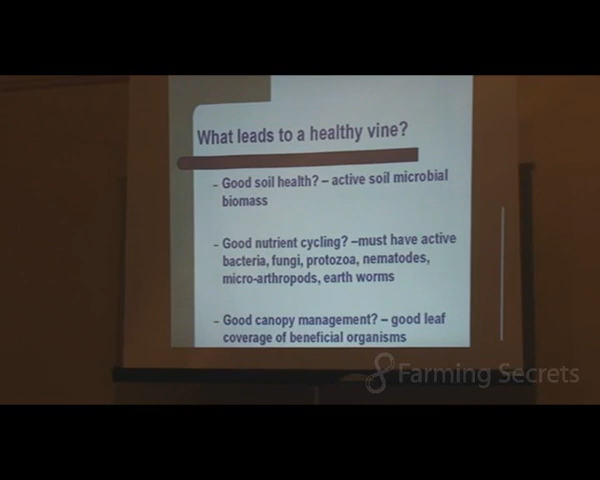 What leads to a healthy vine?
– Good soil health? – active soil microbial
biomass
– Good nutrient cycling? –must have active
bacteria, fungi, protozoa, nematodes,
micro-arthropods, earth worms
– Good canopy management? – good leaf
coverage of beneficial organisms
Farming Secrets